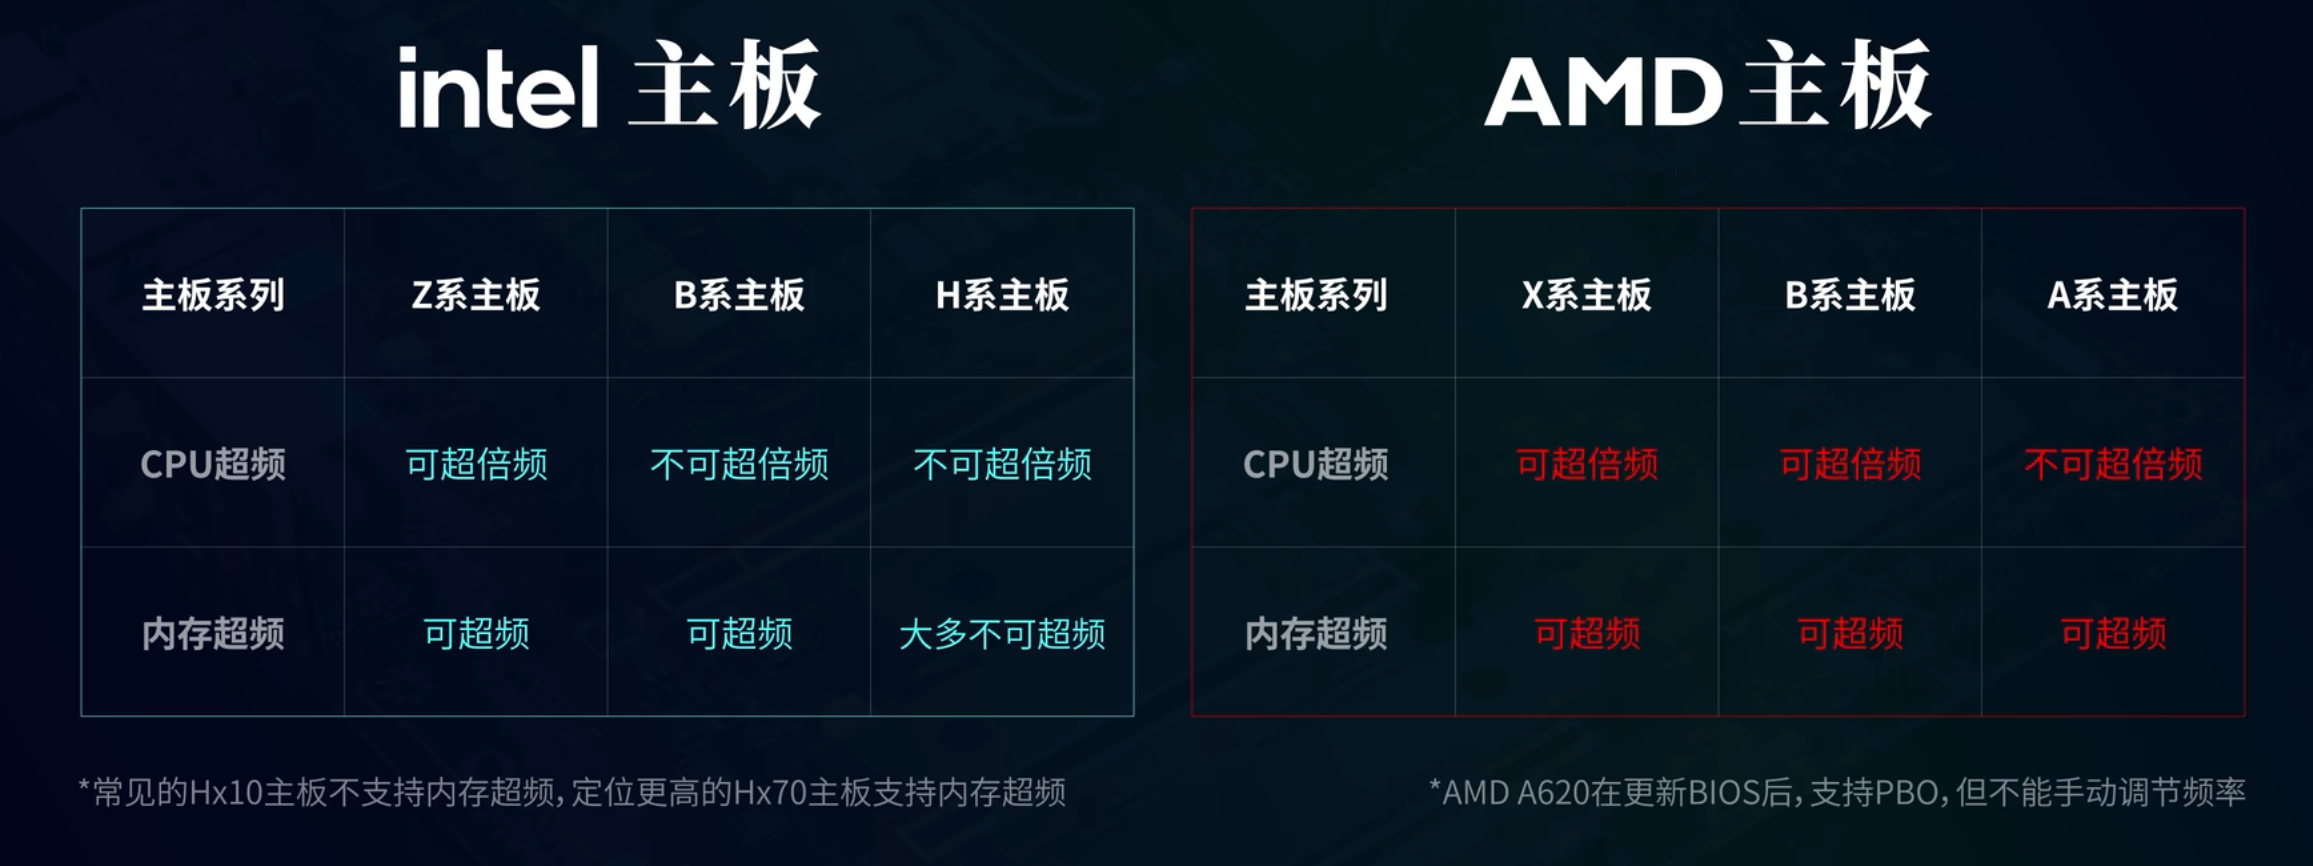 intel 主板
主板系列 Z系主板 B系主板 H系主板
CPU超频 可超倍频 不可超倍频 不可超倍频
内存超频 可超频 可超频 大多不可超频
*常见的Hx10主板不支持内存超频，定位更高的Hx70主板支持内存超频
AMD 主板
主板系列 X系主板 B系主板 A系主板
CPU超频 可超倍频 可超倍频 不可超倍频
内存超频 可超频 可超频 可超频
*AMD A620在更新BIOS后，支持PBO，但不能手动调节频率